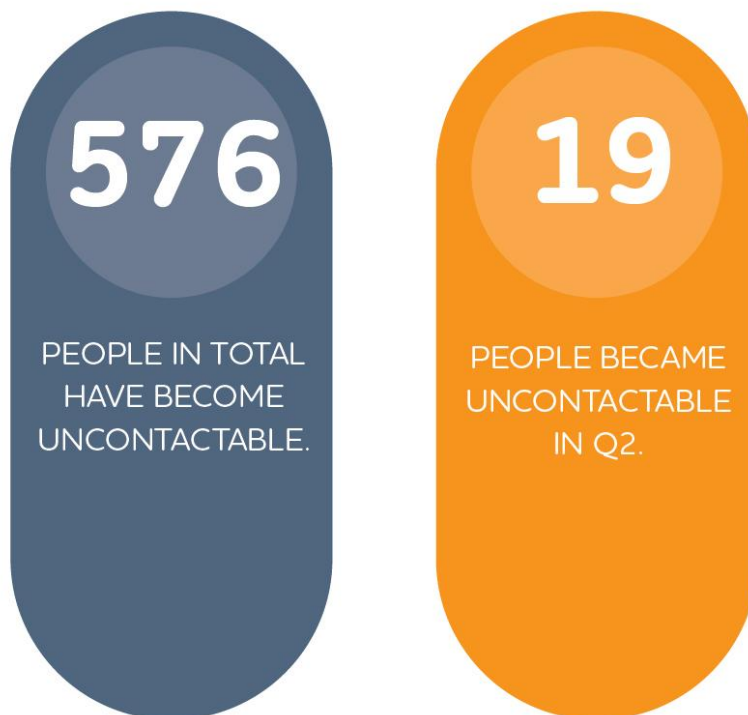 576
PEOPLE IN TOTAL
HAVE BECOME
UNCONTACTABLE.
19
PEOPLE BECAME
UNCONTACTABLE
IN Q2.